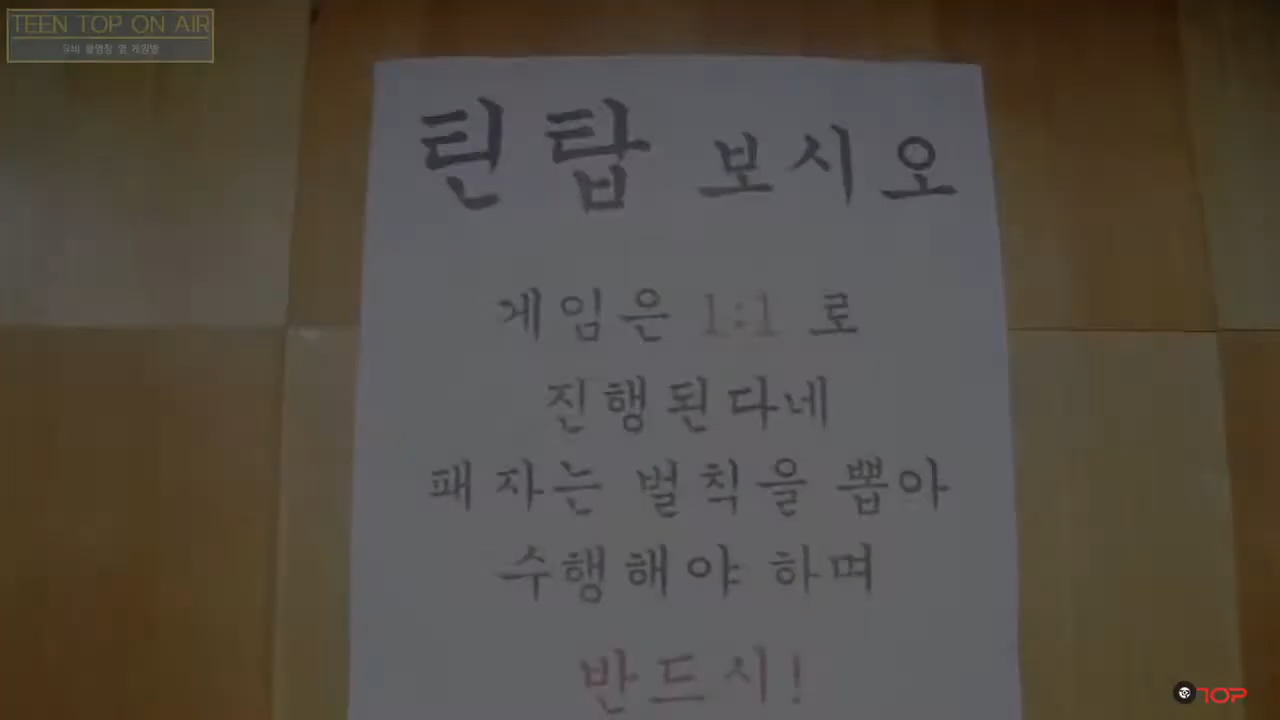 TEEN TOP ON AIR
틴탑 보시오
게임은 1:1 로
진행된다네
패자는 벌칙을 뽑아
수행해야 하며
반드시!
TOP